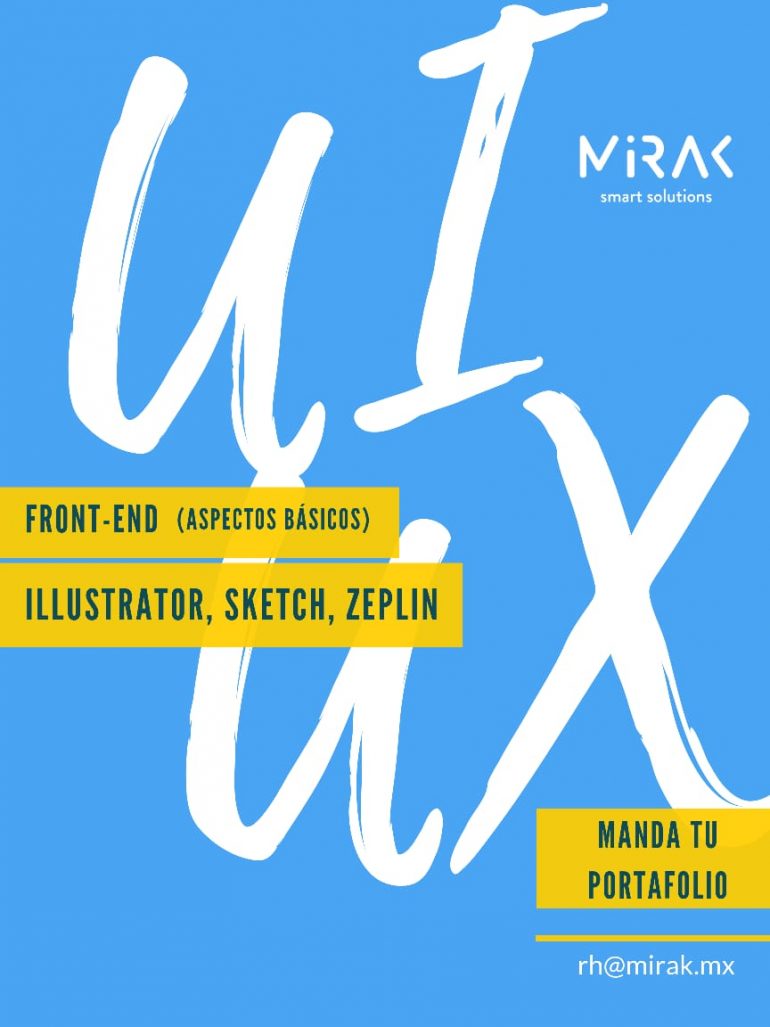 UI
MiRAK
smart solutions
UX
FRONT-END (ASPECTOS BÁSICOS)
ILLUSTRATOR, SKETCH, ZEPLIN
MANDA TU
PORTAFOLIO
rh@mirak.mx